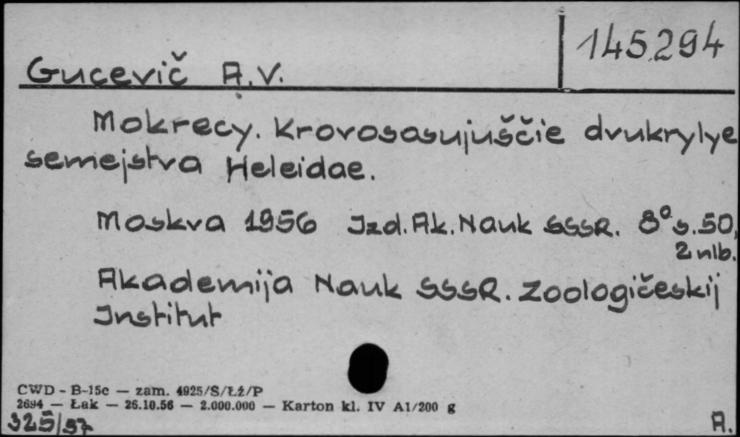 145294
Gucevič A.V.
Mokrecy. Krovososujuščie dvukrylye
semejstva Heleidae.
Moskva 1956 Izd. Ak. Nauk SSSR. 8° s. 50,
2 nlb.
Akademija Nauk SSSR. Zoologičeskij
Institut
CWD - B-15c — zam. 4925/S/Łż/P
2694 — Łak — 26.10.56 — 2.000.000 — Karton kl. IV A1/200 g
325/57
A.